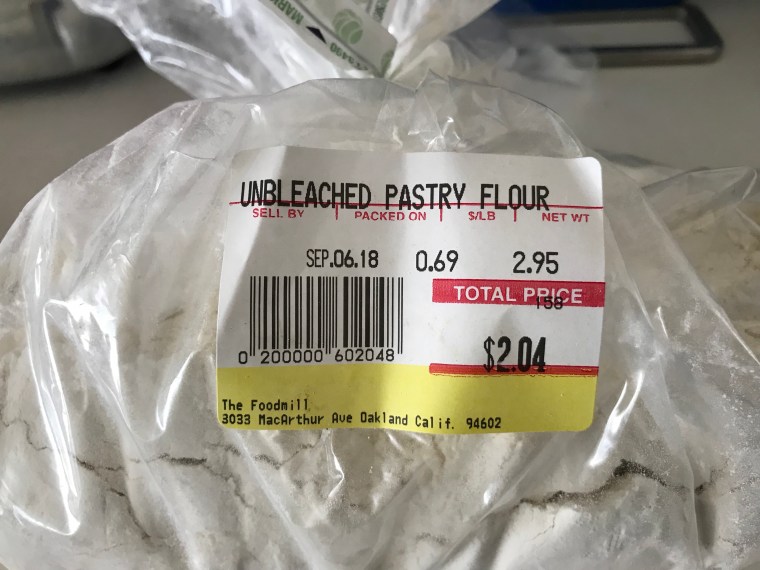 UNBLEACHED PASTRY FLOUR
SELL BY PACKED ON $/LB NET WT
SEP.06.18 0.69 2.95
TOTAL PRICE
158
$2.04
0 200000 602048
The Foodmill
3033 MacArthur Ave Oakland Calif. 94602